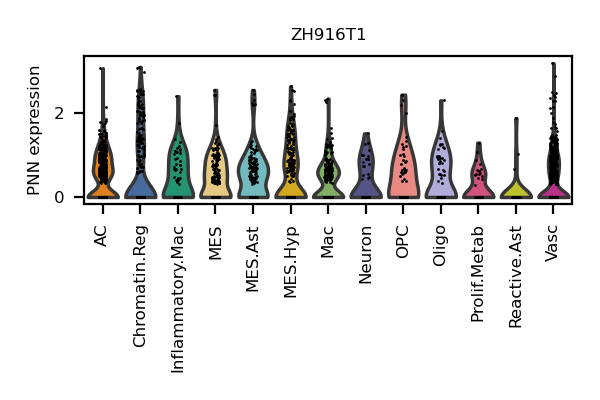 ZH916T1
PNN expression
2
0
AC
Chromatin.Reg
Inflammatory.Mac
MES
MES.Ast
MES.Hyp
Mac
Neuron
OPC
Oligo
Prolif.Metab
Reactive.Ast
Vasc